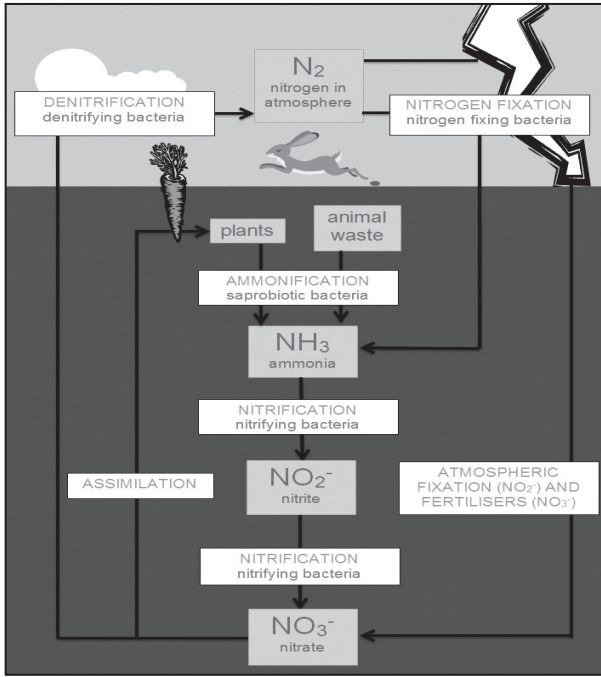 N₂
nitrogen in
atmosphere
DENITRIFICATION
denitrifying bacteria
NITROGEN FIXATION
nitrogen fixing bacteria
plants
animal
waste
AMMONIFICATION
saprobiotic bacteria
NH₃
ammonia
NITRIFICATION
nitrifying bacteria
NO₂⁻
nitrite
ASSIMILATION
ATMOSPHERIC
FIXATION (NO₂⁻) AND
FERTILISERS (NO₃⁻)
NITRIFICATION
nitrifying bacteria
NO₃⁻
nitrate